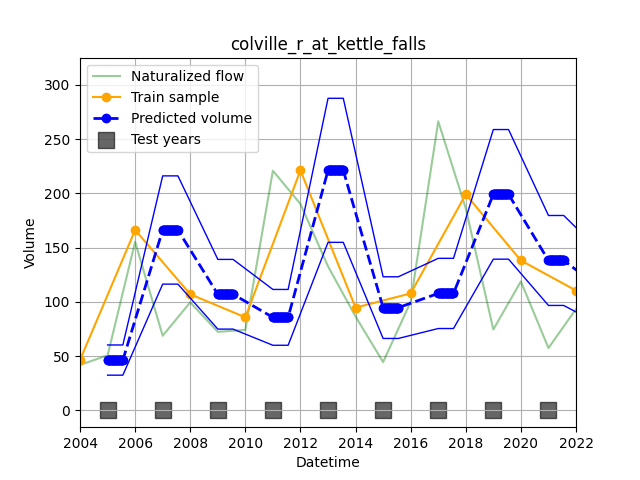 colville_r_at_kettle_falls
Naturalized flow
Train sample
Predicted volume
Test years
300
250
200
150
100
50
0
Volume
2004 2006 2008 2010 2012 2014 2016 2018 2020 2022
Datetime